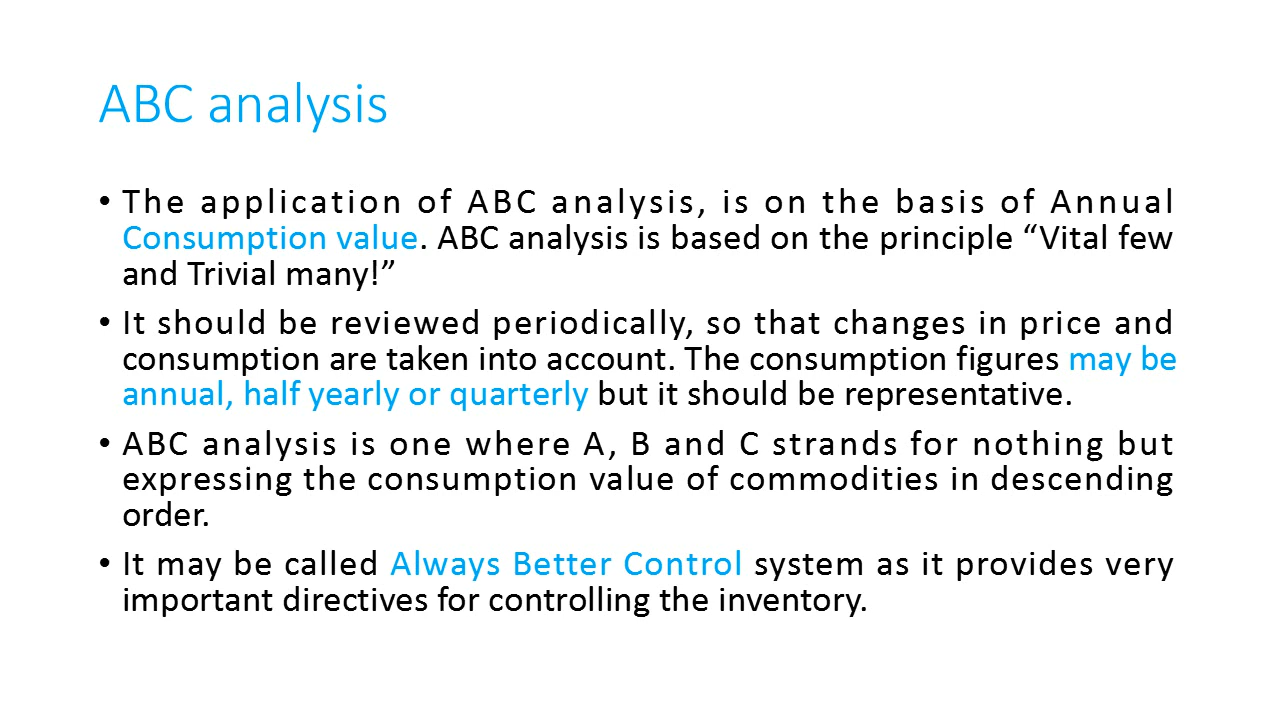 ABC analysis
• The application of ABC analysis, is on the basis of Annual
Consumption value. ABC analysis is based on the principle “Vital few
and Trivial many!”
• It should be reviewed periodically, so that changes in price and
consumption are taken into account. The consumption figures may be
annual, half yearly or quarterly but it should be representative.
• ABC analysis is one where A, B and C strands for nothing but
expressing the consumption value of commodities in descending
order.
• It may be called Always Better Control system as it provides very
important directives for controlling the inventory.